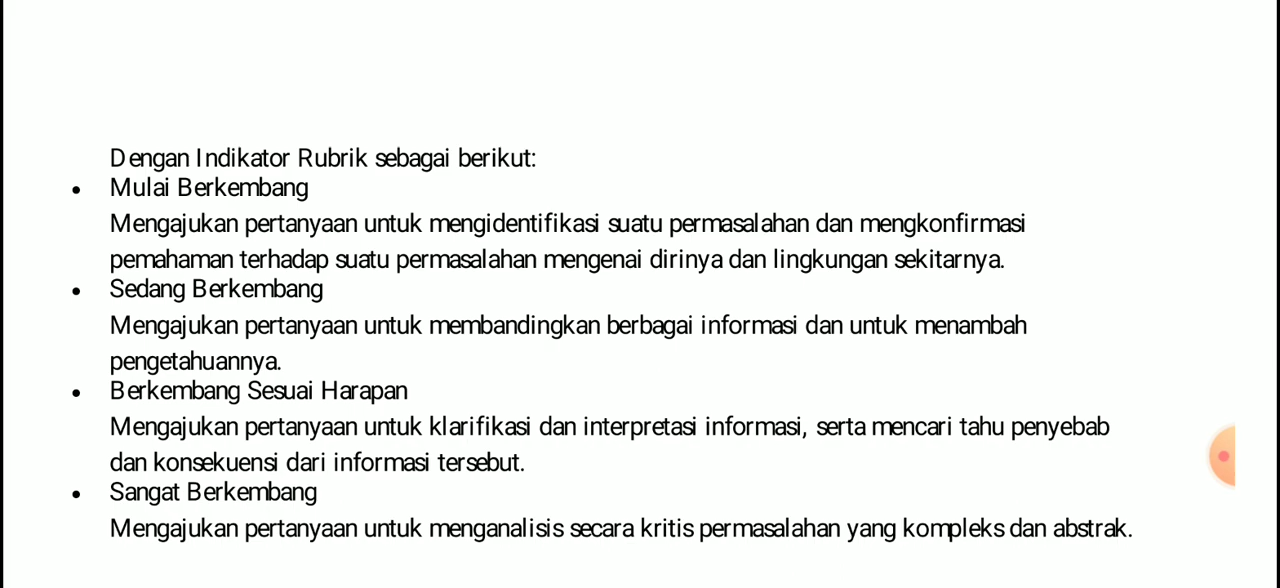 Dengan Indikator Rubrik sebagai berikut:
• Mulai Berkembang
Mengajukan pertanyaan untuk mengidentifikasi suatu permasalahan dan mengkonfirmasi
pemahaman terhadap suatu permasalahan mengenai dirinya dan lingkungan sekitarnya.
• Sedang Berkembang
Mengajukan pertanyaan untuk membandingkan berbagai informasi dan untuk menambah
pengetahuannya.
• Berkembang Sesuai Harapan
Mengajukan pertanyaan untuk klarifikasi dan interpretasi informasi, serta mencari tahu penyebab
dan konsekuensi dari informasi tersebut.
• Sangat Berkembang
Mengajukan pertanyaan untuk menganalisis secara kritis permasalahan yang kompleks dan abstrak.